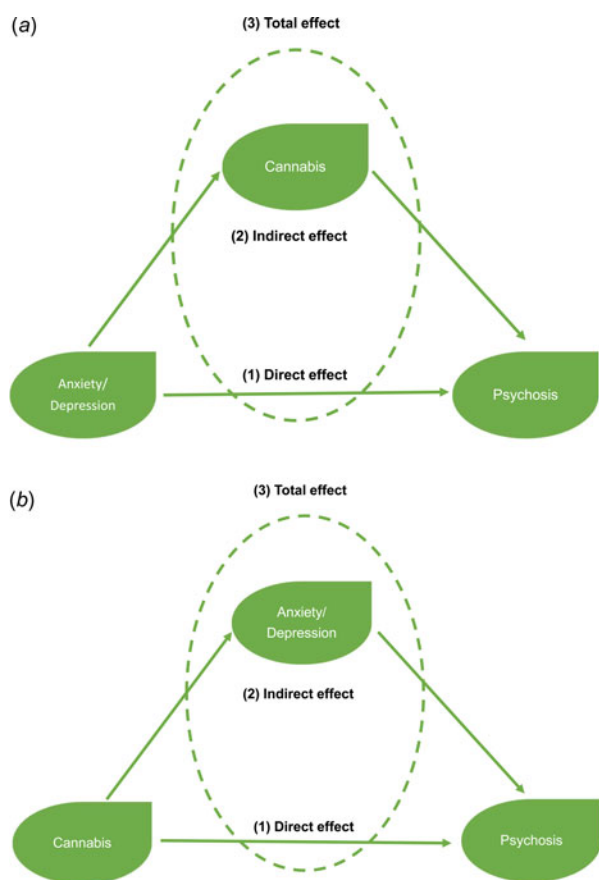 (a)
(3) Total effect
Cannabis
(2) Indirect effect
(1) Direct effect
Anxiety/
Depression
Psychosis
(b)
(3) Total effect
Anxiety/
Depression
(2) Indirect effect
(1) Direct effect
Cannabis
Psychosis